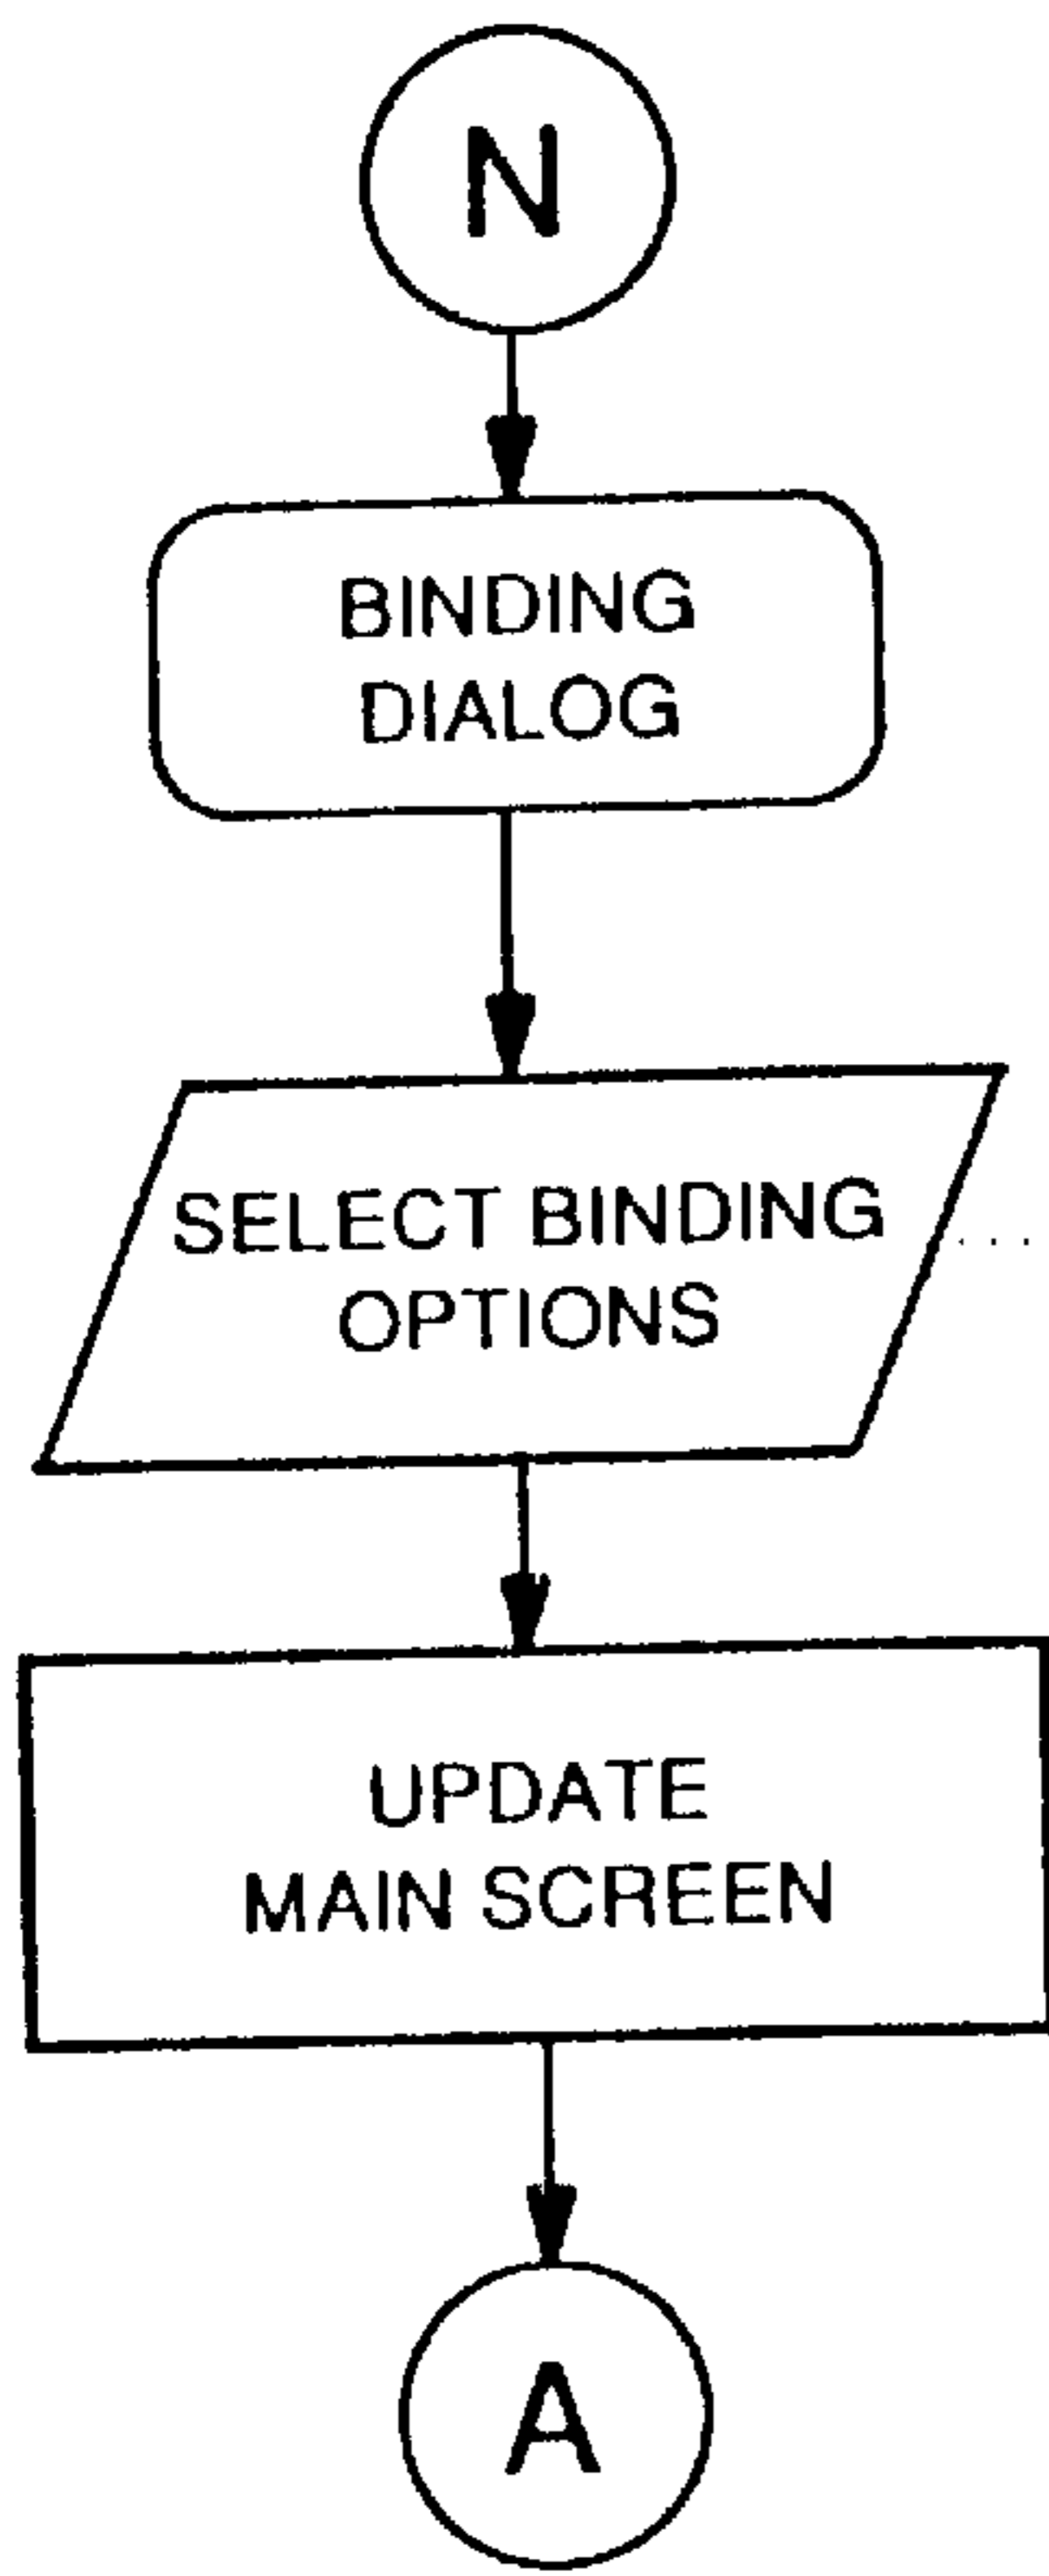 N
BINDING
DIALOG
SELECT BINDING
OPTIONS
UPDATE
MAIN SCREEN
A